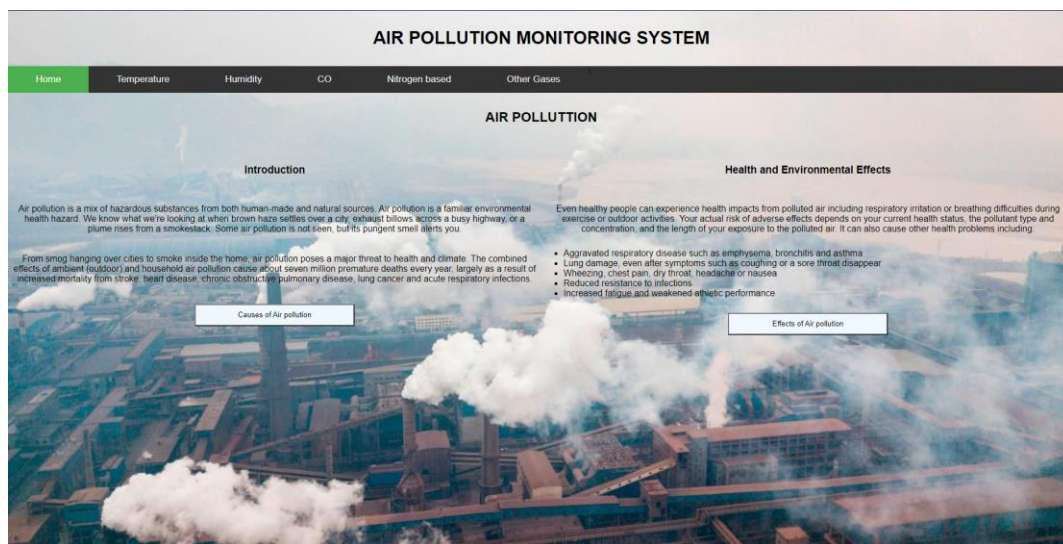 AIR POLLUTION MONITORING SYSTEM
Home Temperature Humidity CO Nitrogen based Other Gases
AIR POLLUTTION
Introduction
Air pollution is a mix of hazardous substances from both human-made and natural sources. Air pollution is a familiar environmental
health hazard. We know what we're looking at when brown haze settles over a city, exhaust billows across a busy highway, or a
plume rises from a smokestack. Some air pollution is not seen, but its pungent smell alerts you.
From smog hanging over cities to smoke inside the home, air pollution poses a major threat to health and climate. The combined
effects of ambient (outdoor) and household air pollution cause about seven million premature deaths every year, largely as a result of
increased mortality from stroke, heart disease, chronic obstructive pulmonary disease, lung cancer and acute respiratory infections.
Causes of Air pollution
Health and Environmental Effects
Even healthy people can experience health impacts from polluted air including respiratory irritation or breathing difficulties during
exercise or outdoor activities. Your actual risk of adverse effects depends on your current health status, the pollutant type and
concentration, and the length of your exposure to the polluted air. It can also cause other health problems including:
• Aggravated respiratory disease such as emphysema, bronchitis and asthma
• Lung damage, even after symptoms such as coughing or a sore throat disappear
• Wheezing, chest pain, dry throat, headache or nausea
• Reduced resistance to infections
• Increased fatigue and weakened athletic performance
Effects of Air pollution